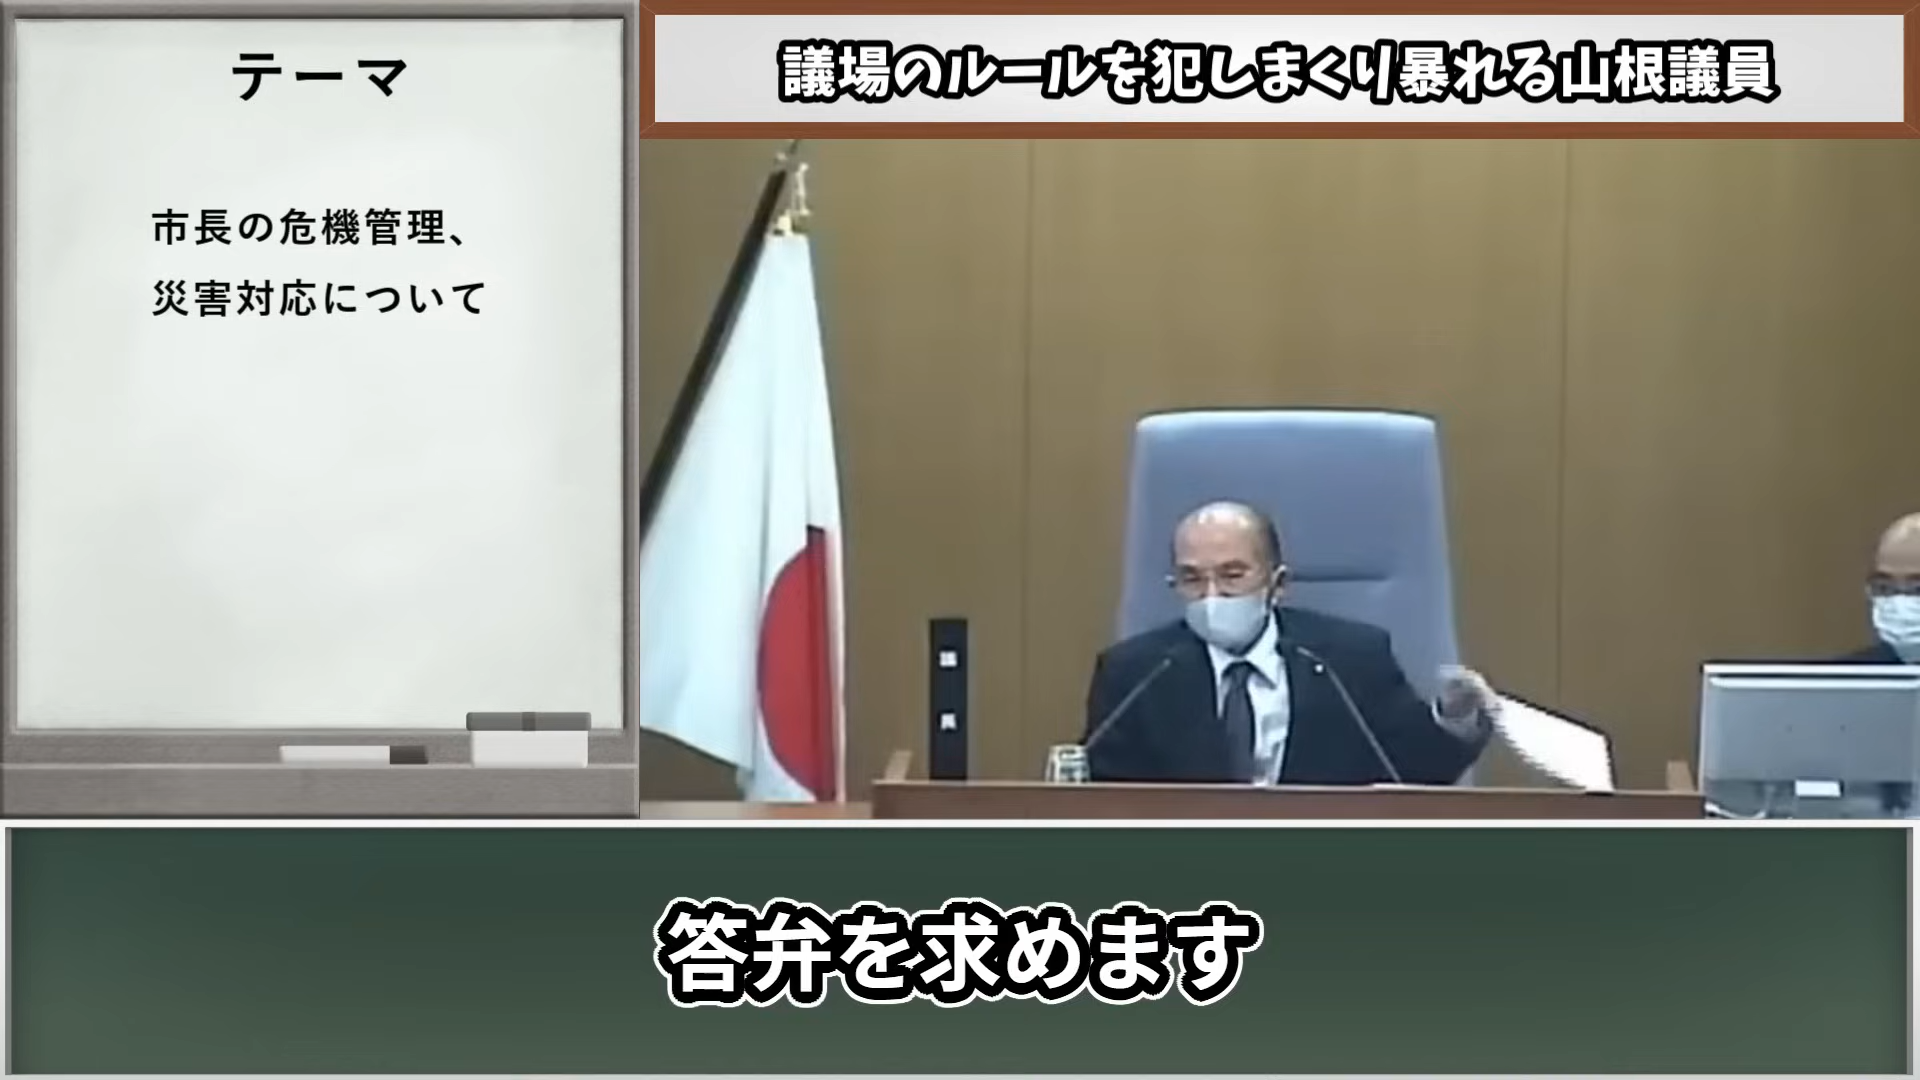 テーマ
市長の危機管理、
災害対応について
議場のルールを犯しまくり暴れる山根議員
答弁を求めます